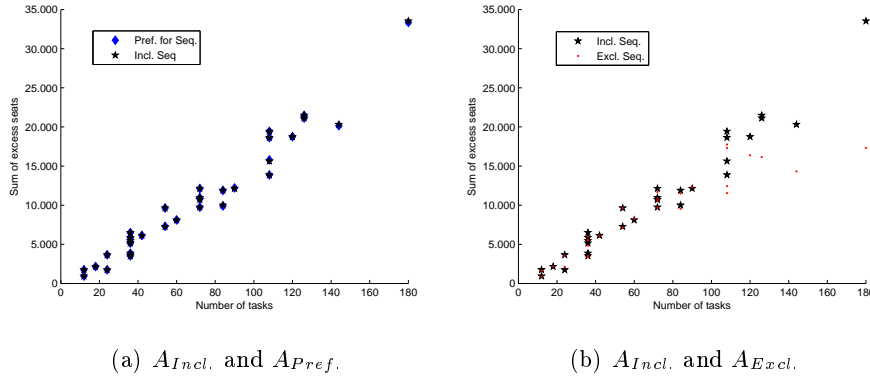 35.000
30.000
25.000
20.000
15.000
10.000
5.000
0
Sum of excess seats
Pref. for Seq.
Incl. Seq
0 20 40 60 80 100 120 140 160 180
Number of tasks
(a) A Incl. and A Pref.
35.000
30.000
25.000
20.000
15.000
10.000
5.000
0
Sum of excess seats
Incl. Seq.
Excl. Seq.
0 20 40 60 80 100 120 140 160 180
Number of tasks
(b) A Incl. and A Excl.